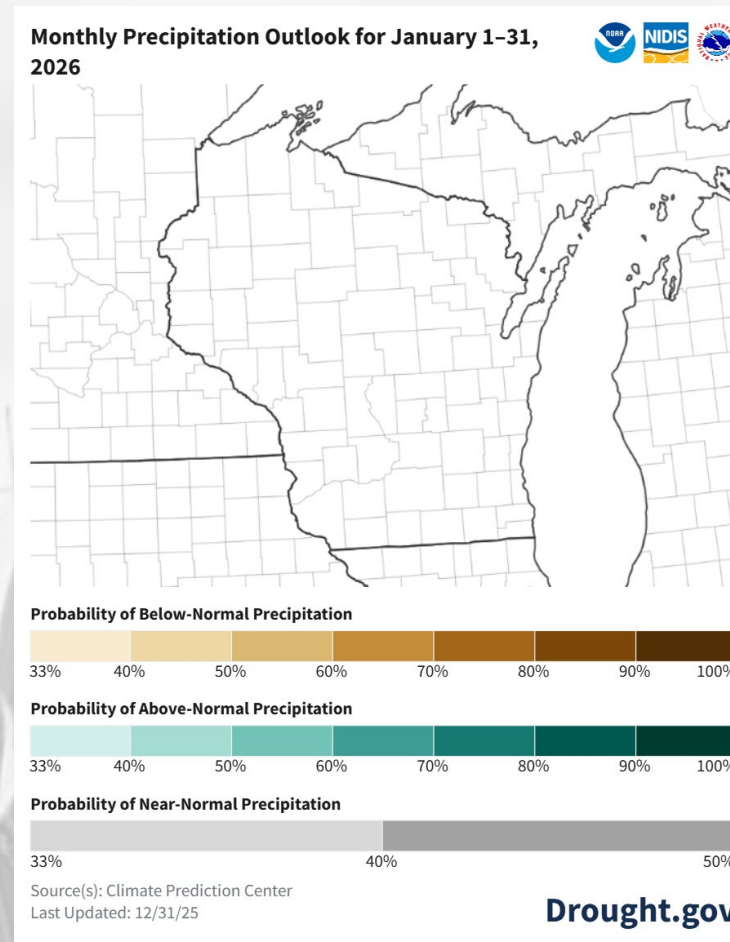 Monthly Precipitation Outlook for January 1–31,
2026
NOAA
NIDIS
Probability of Below-Normal Precipitation
33% 40% 50% 60% 70% 80% 90% 100%
Probability of Above-Normal Precipitation
33% 40% 50% 60% 70% 80% 90% 100%
Probability of Near-Normal Precipitation
33% 40% 50%
Source(s): Climate Prediction Center
Last Updated: 12/31/25
Drought.gov